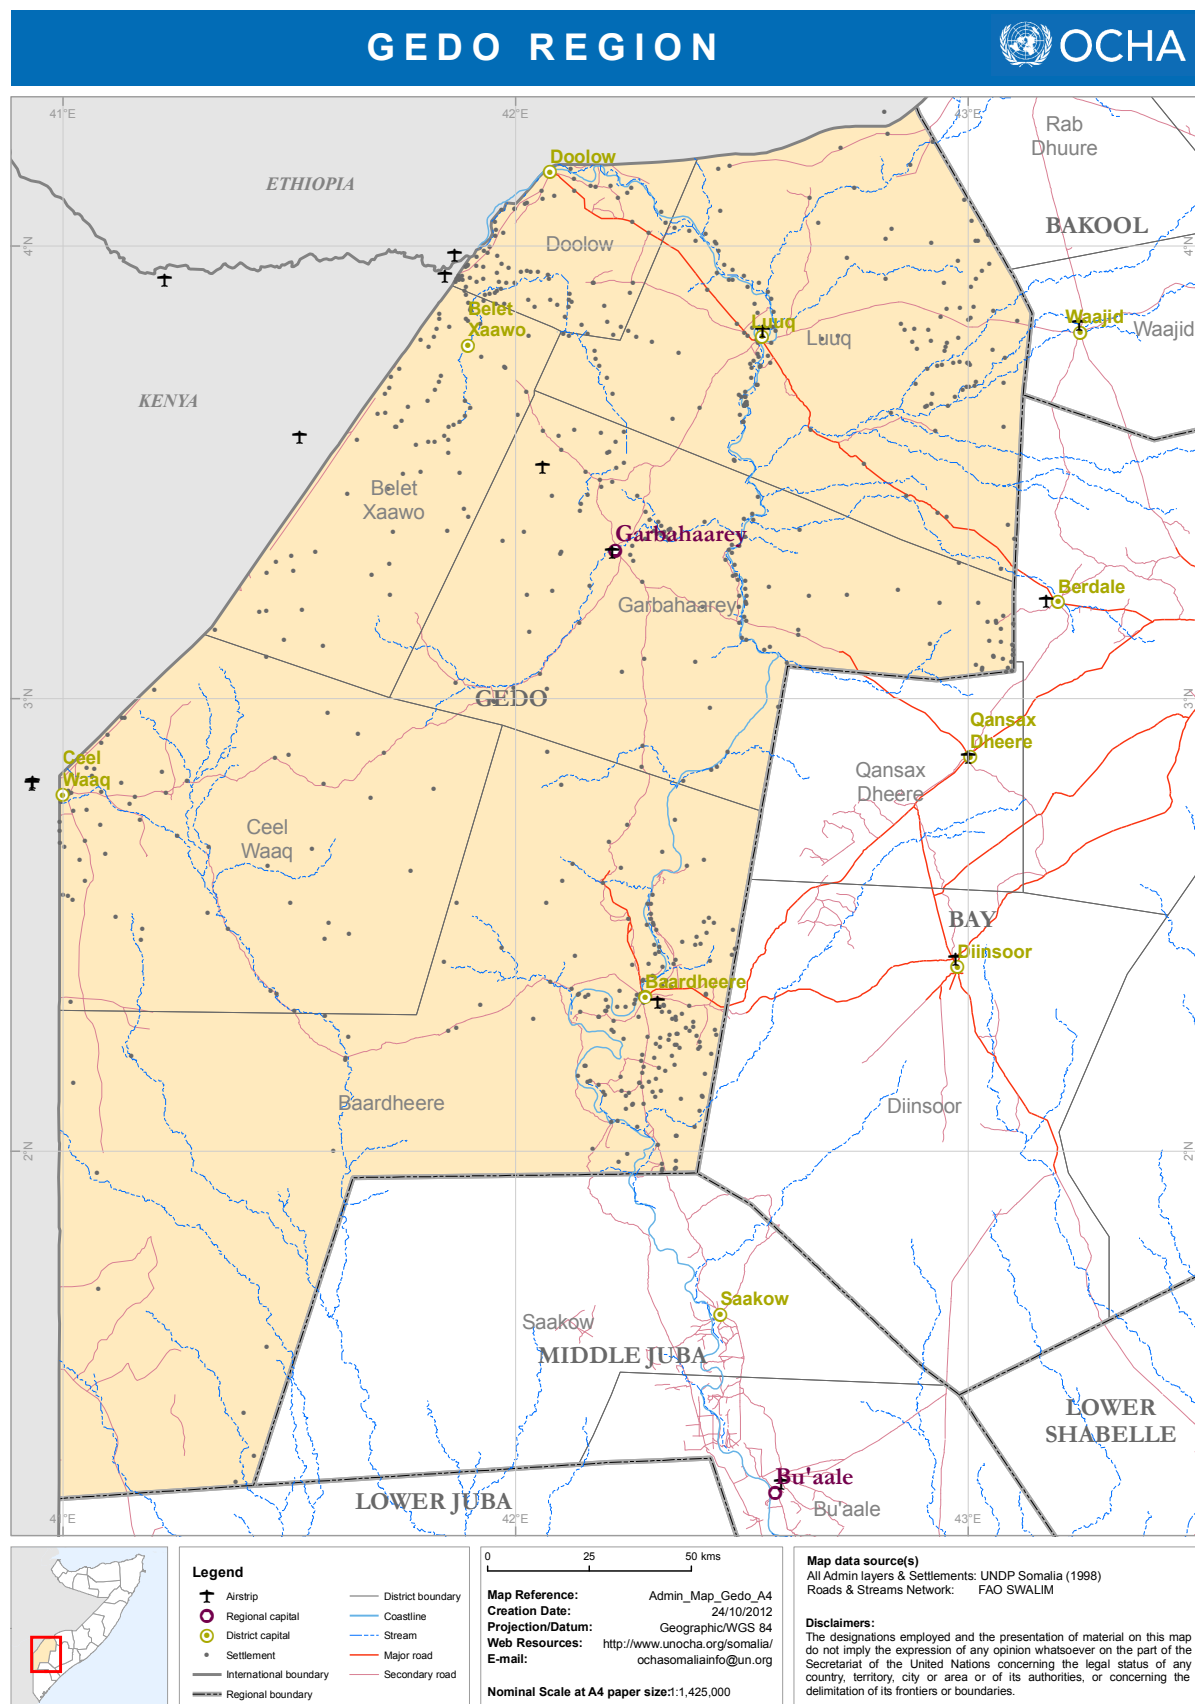 GEDO REGION
OCHA
41°E
42°E
43°E
Rab
Dhuure
ETHIOPIA
Doolow
BAKOOL
4°N
4°N
Doolow
Belet
Xaawo
Luuq
Luuq
Waajid
Waajid
KENYA
Belet
Xaawo
Garbahaarey
Garbahaarey
Berdale
3°N
3°N
GEDO
Qansax
Dheere
Ceel
Waaq
Qansax
Dheere
Ceel
Waaq
BAY
Diinsoor
Baardheere
Baardheere
Diinsoor
2°N
2°N
Saakow
Saakow
MIDDLE JUBA
LOWER
SHABELLE
Bu'aale
LOWER JUBA
Bu'aale
41°E
42°E
43°E
Legend
Airstrip
Regional capital
District capital
Settlement
International boundary
Regional boundary
District boundary
Coastline
Stream
Major road
Secondary road
0 25 50 kms
Map Reference: Admin_Map_Gedo_A4
Creation Date: 24/10/2012
Projection/Datum: Geographic/WGS 84
Web Resources: http://www.unocha.org/somalia/
E-mail: ochasomaliainfo@un.org
Nominal Scale at A4 paper size:1:1,425,000
Map data source(s)
All Admin layers & Settlements: UNDP Somalia (1998)
Roads & Streams Network: FAO SWALIM
Disclaimers:
The designations employed and the presentation of material on this map
do not imply the expression of any opinion whatsoever on the part of the
Secretariat of the United Nations concerning the legal status of any
country, territory, city or area or of its authorities, or concerning the
delimitation of its frontiers or boundaries.